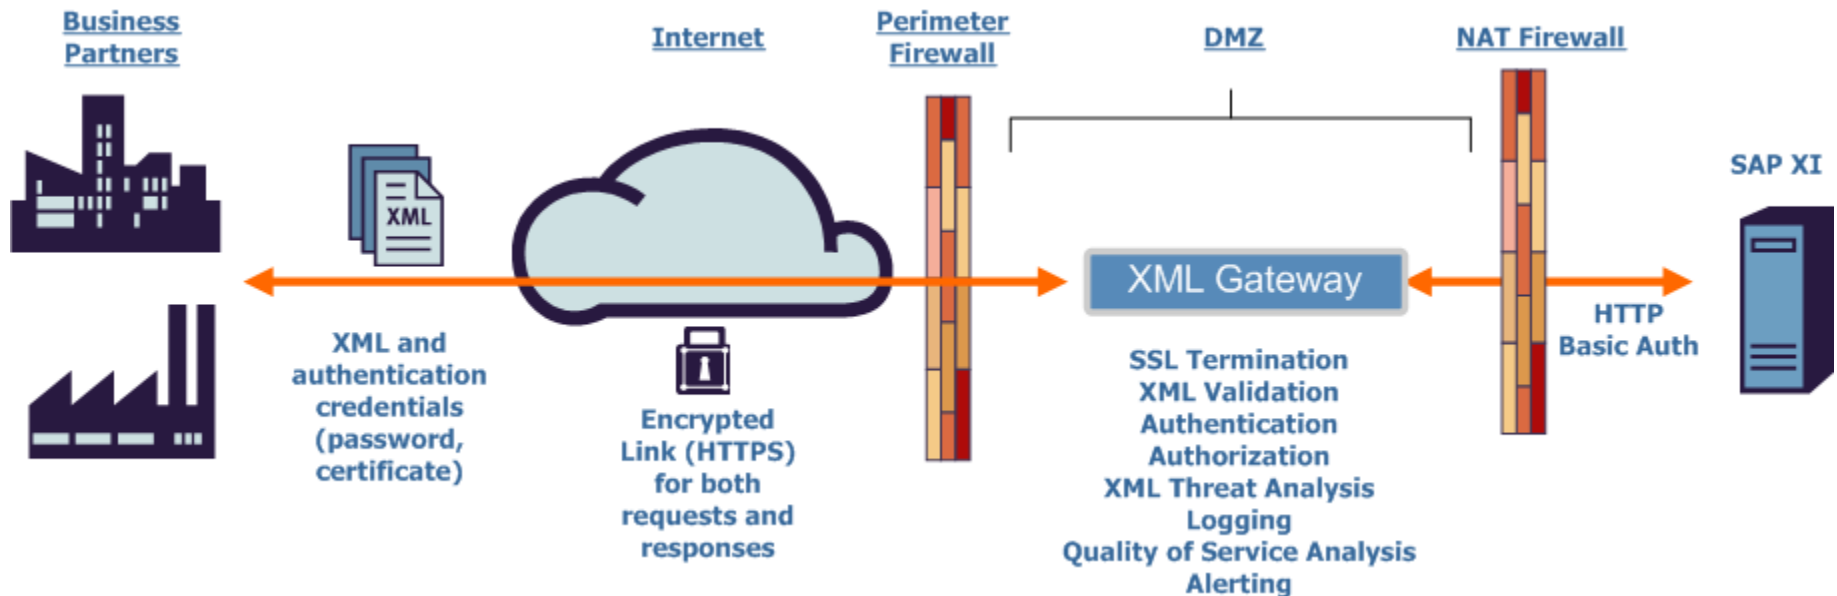 Business
Partners
Internet
Perimeter
Firewall
DMZ
NAT Firewall
SAP XI
XML
XML Gateway
HTTP
Basic Auth
XML and
authentication
credentials
(password,
certificate)
Encrypted
Link (HTTPS)
for both
requests and
responses
SSL Termination
XML Validation
Authentication
Authorization
XML Threat Analysis
Logging
Quality of Service Analysis
Alerting